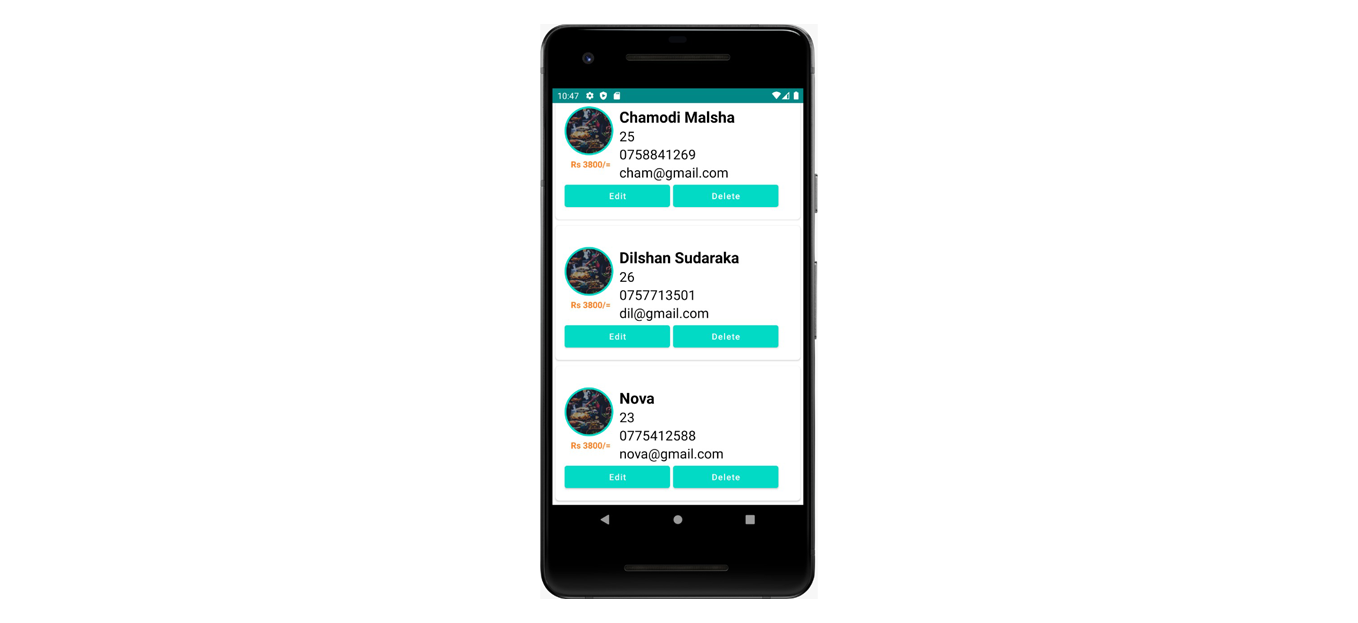 10:47
Chamodi Malsha
25
0758841269
Rs 3800/=
cham@gmail.com
Edit Delete
Dilshan Sudaraka
26
0757713501
Rs 3800/=
dil@gmail.com
Edit Delete
Nova
23
0775412588
Rs 3800/=
nova@gmail.com
Edit Delete